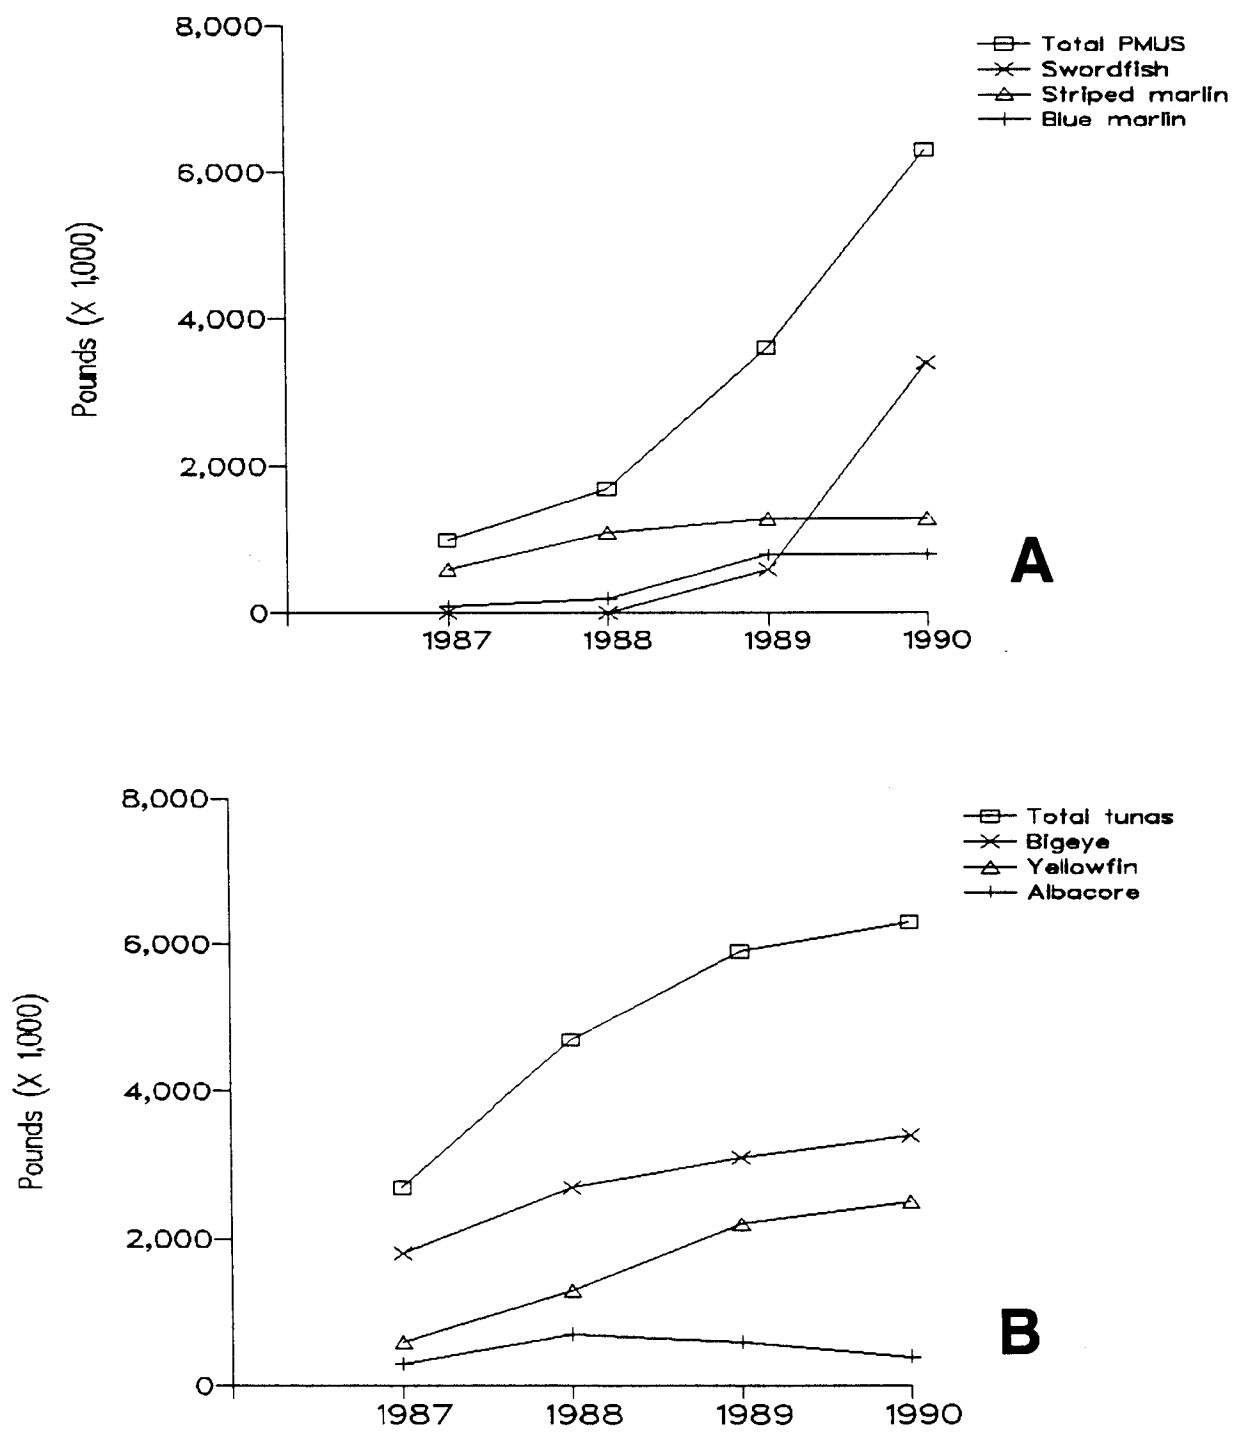 8,000
6,000
4,000
2,000
0
Pounds (X 1,000)
1987 1988 1989 1990
Total PMUS
Swordfish
Striped marlin
Blue marlin
A
8,000
6,000
4,000
2,000
0
Pounds (X 1,000)
1987 1988 1989 1990
Total tunas
Bigeye
Yellowfin
Albacore
B